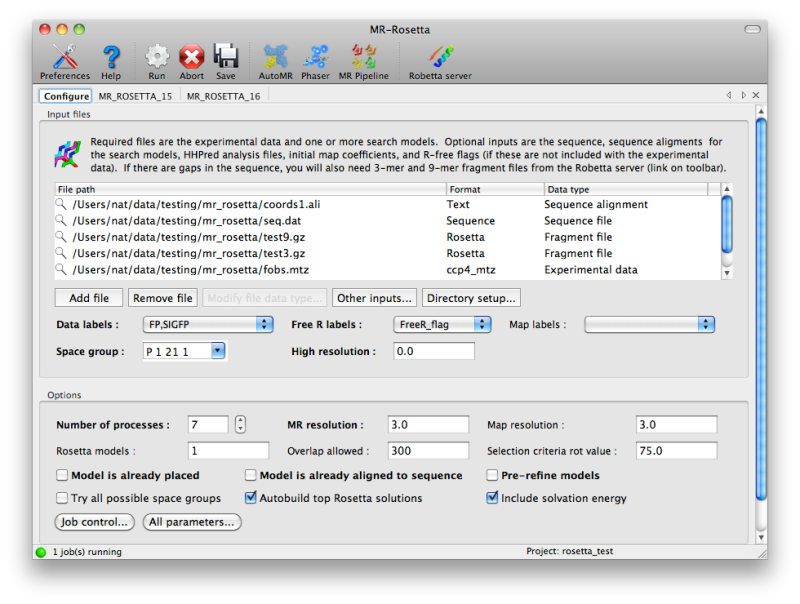 MR-Rosetta
Preferences Help Run Abort Save AutoMR Phaser MR Pipeline Robetta server
Configure MR_ROSETTA_15 MR_ROSETTA_16
Input files
Required files are the experimental data and one or more search models. Optional inputs are the sequence, sequence aligments for
the search models, HHPred analysis files, initial map coefficients, and R-free flags (if these are not included with the experimental
data). If there are gaps in the sequence, you will also need 3-mer and 9-mer fragment files from the Robetta server (link on toolbar).
File path Format Data type
/Users/nat/data/testing/mr_rosetta/coords1.ali Text Sequence alignment
/Users/nat/data/testing/mr_rosetta/seq.dat Sequence Sequence file
/Users/nat/data/testing/mr_rosetta/test9.gz Rosetta Fragment file
/Users/nat/data/testing/mr_rosetta/test3.gz Rosetta Fragment file
/Users/nat/data/testing/mr_rosetta/fobs.mtz ccp4_mtz Experimental data
Add file Remove file Modify file data type... Other inputs... Directory setup...
Data labels : FP,SIGFP Free R labels : FreeR_flag Map labels :
Space group : P 1 21 1 High resolution : 0.0
Options
Number of processes : 7 MR resolution : 3.0 Map resolution : 3.0
Rosetta models : 1 Overlap allowed : 300 Selection criteria rot value : 75.0
Model is already placed Model is already aligned to sequence Pre-refine models
Try all possible space groups Autobuild top Rosetta solutions Include solvation energy
Job control... All parameters...
1 job(s) running Project: rosetta_test